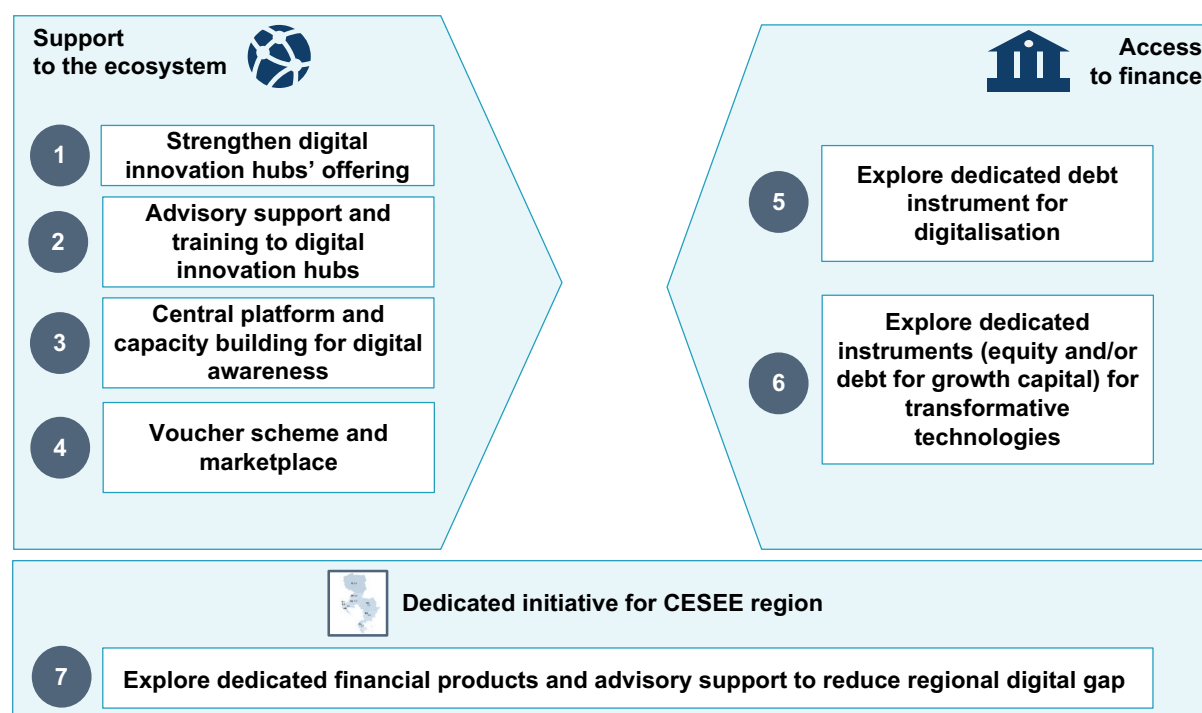 Support
to the ecosystem
1
Strengthen digital
innovation hubs’ offering
2
Advisory support and
training to digital
innovation hubs
3
Central platform and
capacity building for digital
awareness
4
Voucher scheme and
marketplace
Access
to finance
5
Explore dedicated debt
instrument for
digitalisation
6
Explore dedicated
instruments (equity and/or
debt for growth capital) for
transformative
technologies
Dedicated initiative for CESEE region
7
Explore dedicated financial products and advisory support to reduce regional digital gap